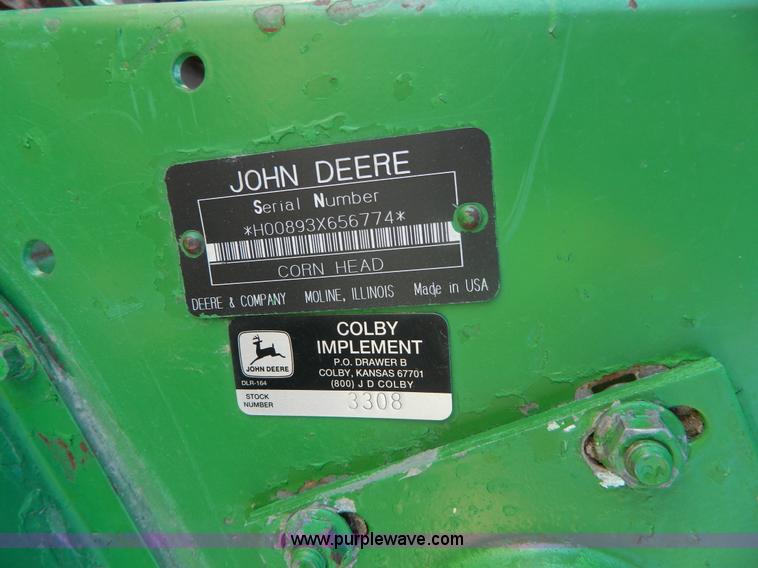 JOHN DEERE
Serial Number
*H00893X656774*
CORN HEAD
DEERE & COMPANY MOLINE, ILLINOIS Made in USA
JOHN DEERE
DLR-164
COLBY
IMPLEMENT
P.O. DRAWER B
COLBY, KANSAS 67701
(800) J D COLBY
STOCK
NUMBER
3308
www.purplewave.com